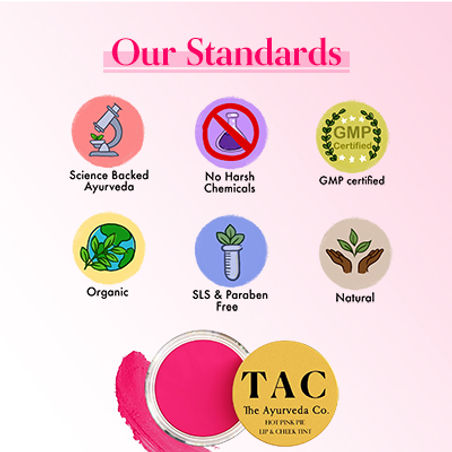 Our Standards
GMP
Certified
Science Backed
Ayurveda
No Harsh
Chemicals
GMP certified
Organic
SLS & Paraben
Free
Natural
TAC
The Ayurveda Co.
HOT PINK PIE
LIP & CHEEK TINT